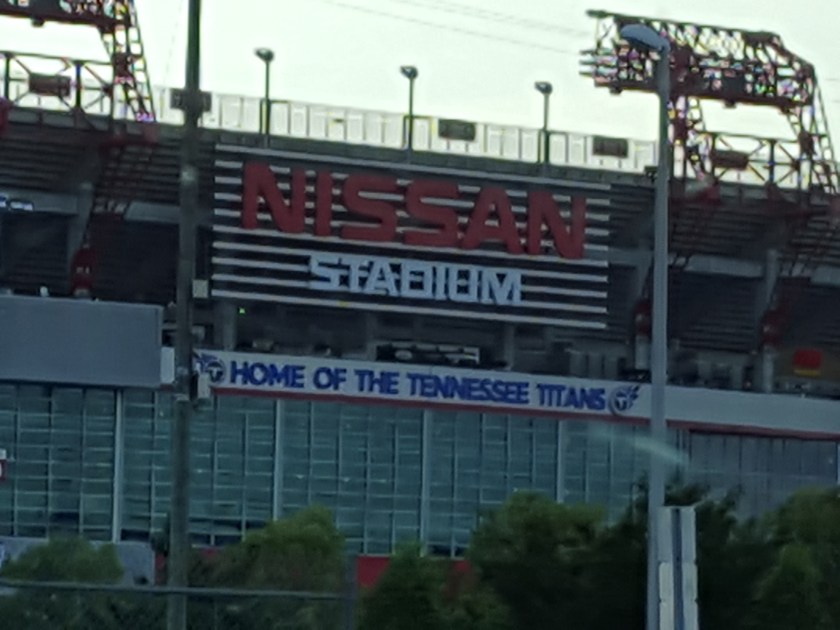 NISSAN
STADIUM
HOME OF THE TENNESSEE TITANS